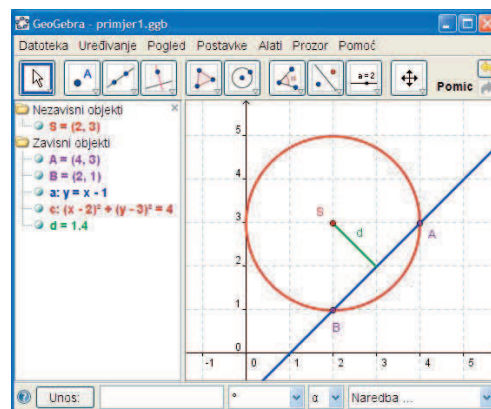 GeoGebra - primjer1.ggb
Datoteka Uređivanje Pogled Postavke Alati Prozor Pomoć
A
a=2
Pomic
Nezavisni objekti
S = (2, 3)
Zavisni objekti
A = (4, 3)
B = (2, 1)
a: y = x - 1
c: (x - 2)² + (y - 3)² = 4
d = 1.4
5
4
3
2
1
0
S
d
A
B
-1 0 1 2 3 4 5
Unos:
°
α
Naredba ...